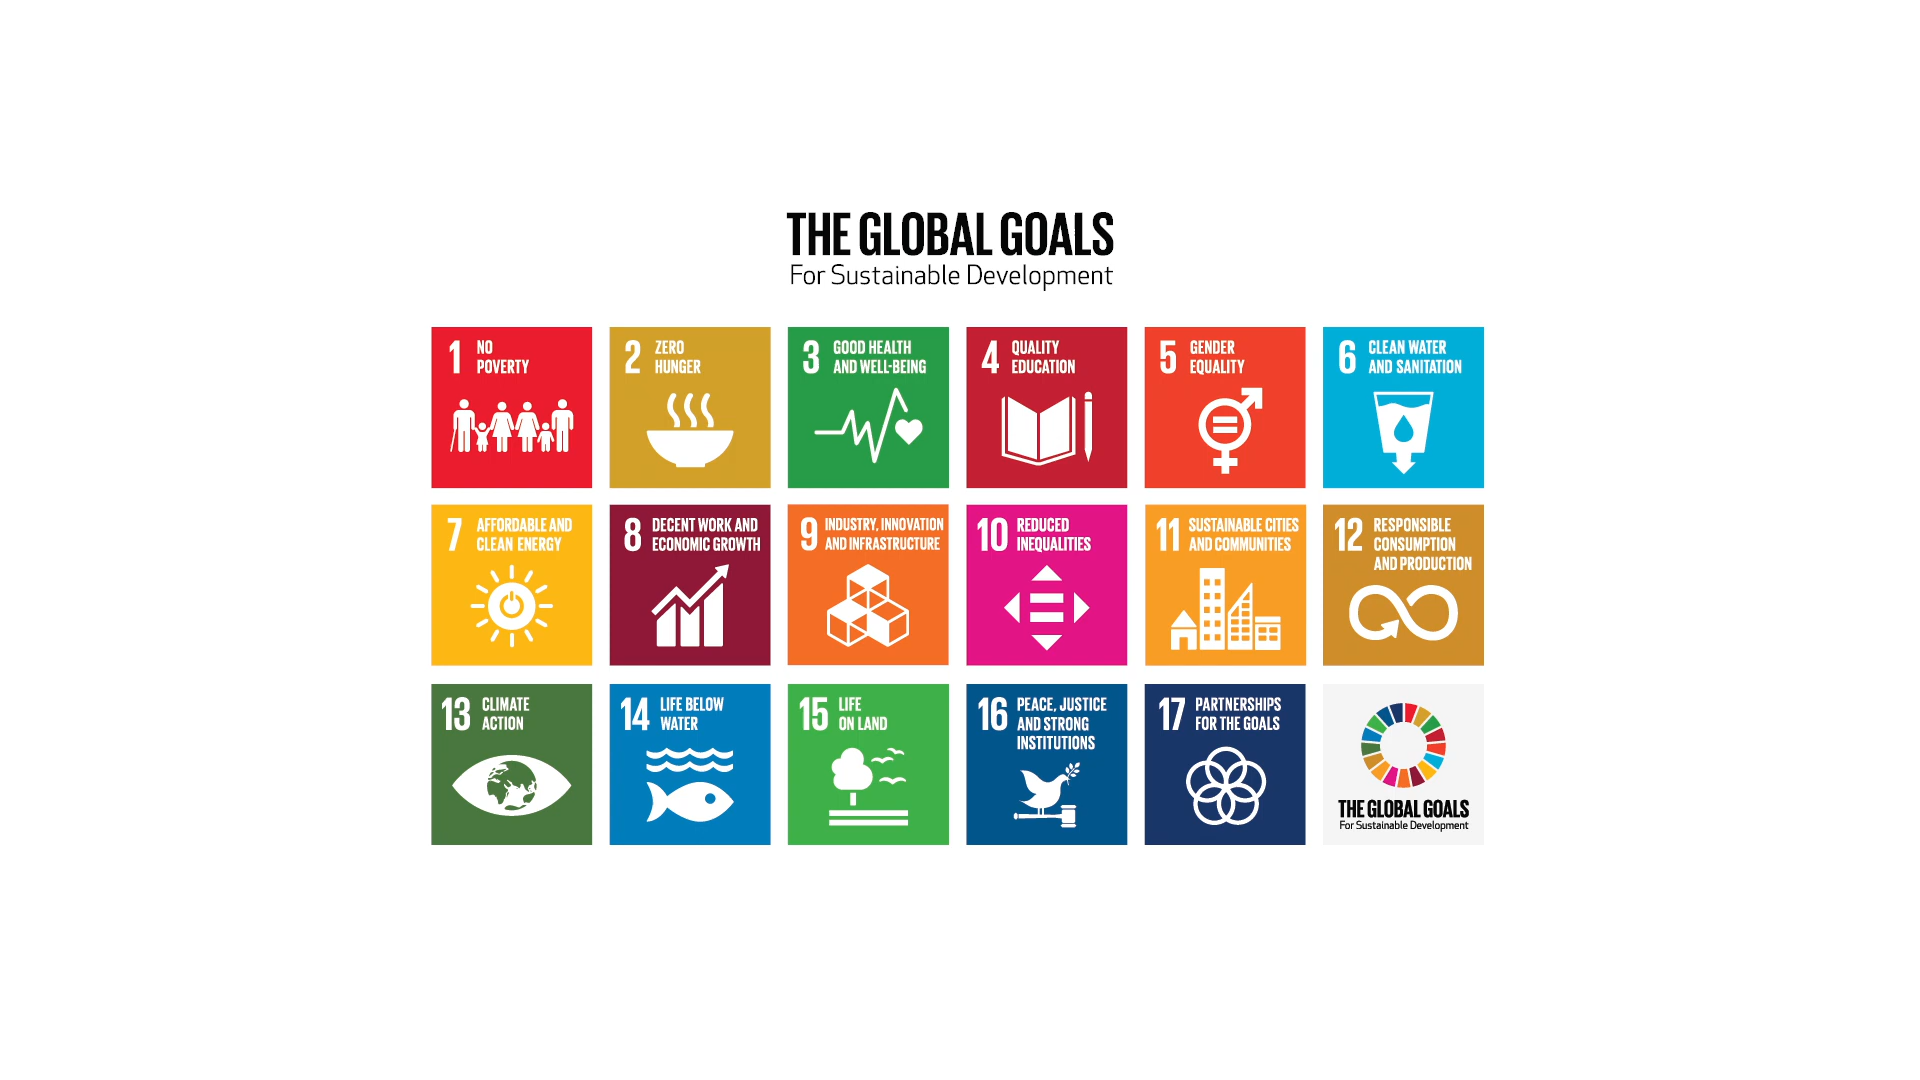 THE GLOBAL GOALS
For Sustainable Development
1 NO
POVERTY
2 ZERO
HUNGER
3 GOOD HEALTH
AND WELL-BEING
4 QUALITY
EDUCATION
5 GENDER
EQUALITY
6 CLEAN WATER
AND SANITATION
7 AFFORDABLE AND
CLEAN ENERGY
8 DECENT WORK AND
ECONOMIC GROWTH
9 INDUSTRY, INNOVATION
AND INFRASTRUCTURE
10 REDUCED
INEQUALITIES
11 SUSTAINABLE CITIES
AND COMMUNITIES
12 RESPONSIBLE
CONSUMPTION
AND PRODUCTION
13 CLIMATE
ACTION
14 LIFE BELOW
WATER
15 LIFE
ON LAND
16 PEACE, JUSTICE
AND STRONG
INSTITUTIONS
17 PARTNERSHIPS
FOR THE GOALS
THE GLOBAL GOALS
For Sustainable Development